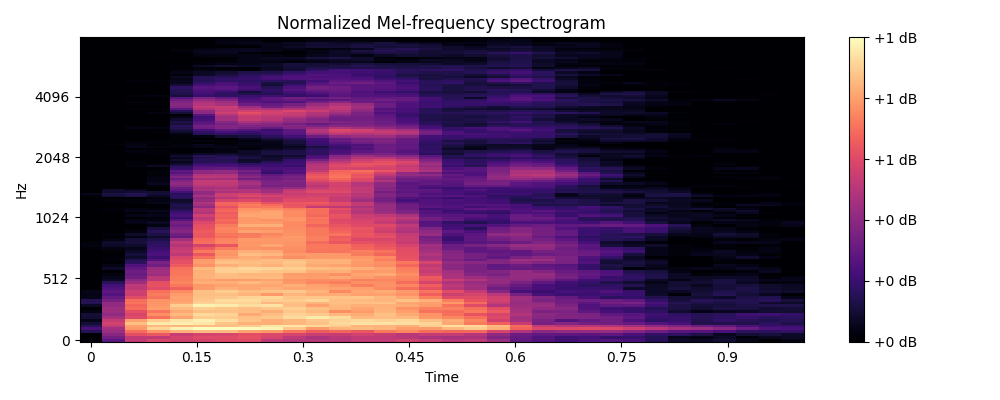 Normalized Mel-frequency spectrogram
Hz
4096
2048
1024
512
0
0 0.15 0.3 0.45 0.6 0.75 0.9
Time
+1 dB
+1 dB
+1 dB
+0 dB
+0 dB
+0 dB